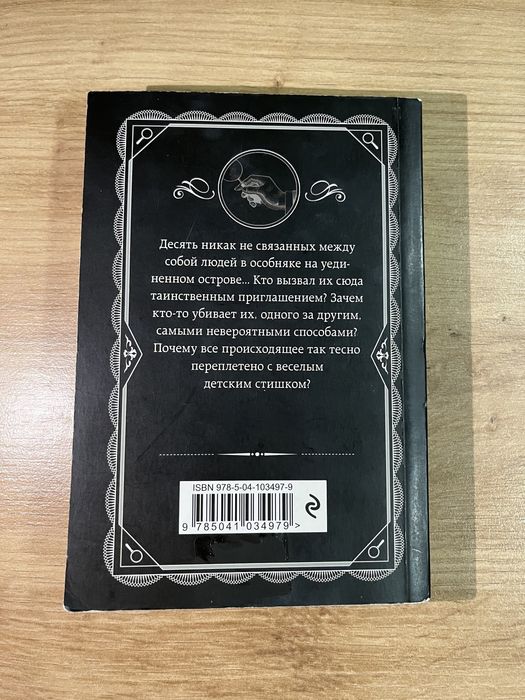 Десять никак не связанных между
собой людей в особняке на уеди-
ненном острове... Кто вызвал их сюда
таинственным приглашением? Зачем
кто-то убивает их, одного за другим,
самыми невероятными способами?
Почему все происходящее так тесно
переплетено с веселым
детским стишком?
ISBN 978-5-04-103497-9
9 785041 034979 >